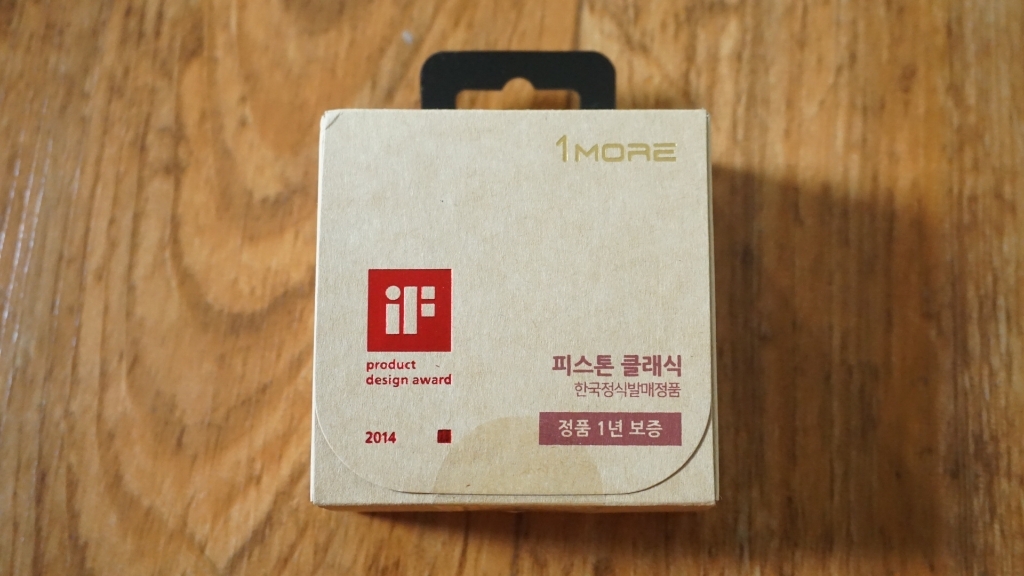 1MORE
iF
product
design award
2014
피스톤 클래식
한국정식발매정품
정품 1년 보증